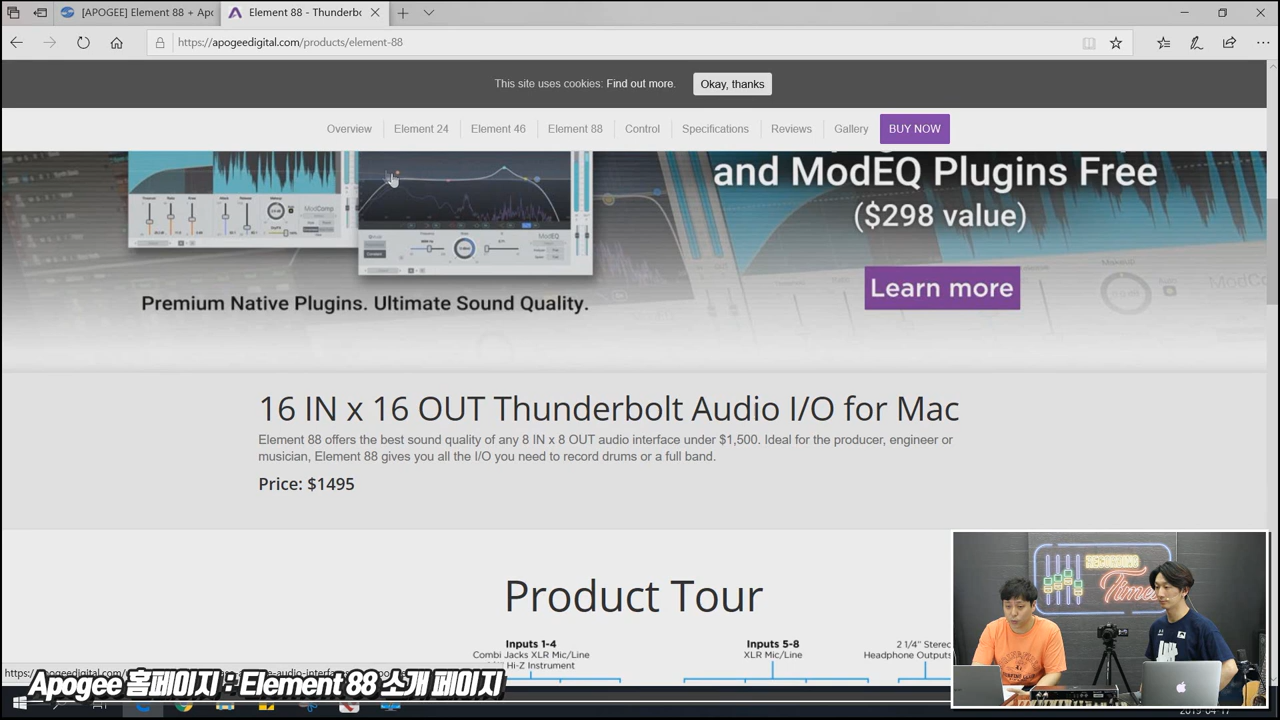 [APOGEE] Element 88 + Apo
Element 88 - Thunderbo
https://apogeedigital.com/products/element-88
This site uses cookies: Find out more.
Okay, thanks
Overview
Element 24
Element 46
Element 88
Control
Specifications
Reviews
Gallery
BUY NOW
and ModEQ Plugins Free
($298 value)
ModComp
ModEQ
Learn more
Premium Native Plugins. Ultimate Sound Quality.
16 IN x 16 OUT Thunderbolt Audio I/O for Mac
Element 88 offers the best sound quality of any 8 IN x 8 OUT audio interface under $1,500. Ideal for the producer, engineer or
musician, Element 88 gives you all the I/O you need to record drums or a full band.
Price: $1495
Product Tour
Inputs 1-4
Combi Jacks XLR Mic/Line
Hi-Z Instrument
Inputs 5-8
XLR Mic/Line
2 1/4" Stereo
Headphone Outputs
RECORDING
Times
Apogee 홈페이지 : Element 88 소개 페이지
2019-04-17